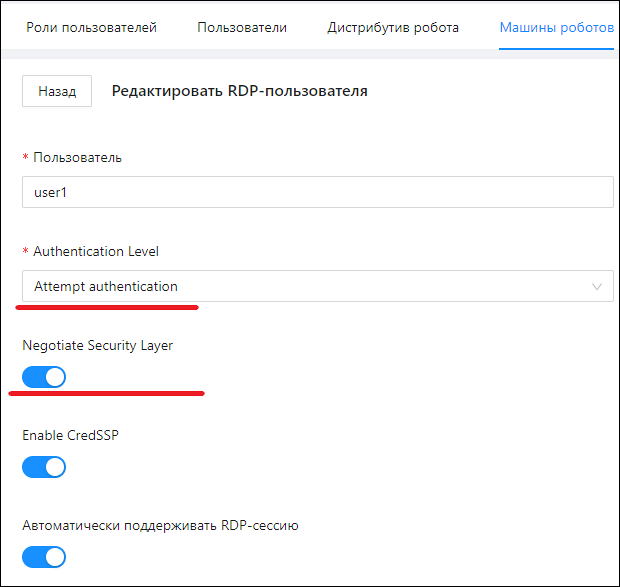 Роли пользователей Пользователи Дистрибутив робота Машины роботов
Назад Редактировать RDP-пользователя
* Пользователь
user1
* Authentication Level
Attempt authentication
Negotiate Security Layer
Enable CredSSP
Автоматически поддерживать RDP-сессию